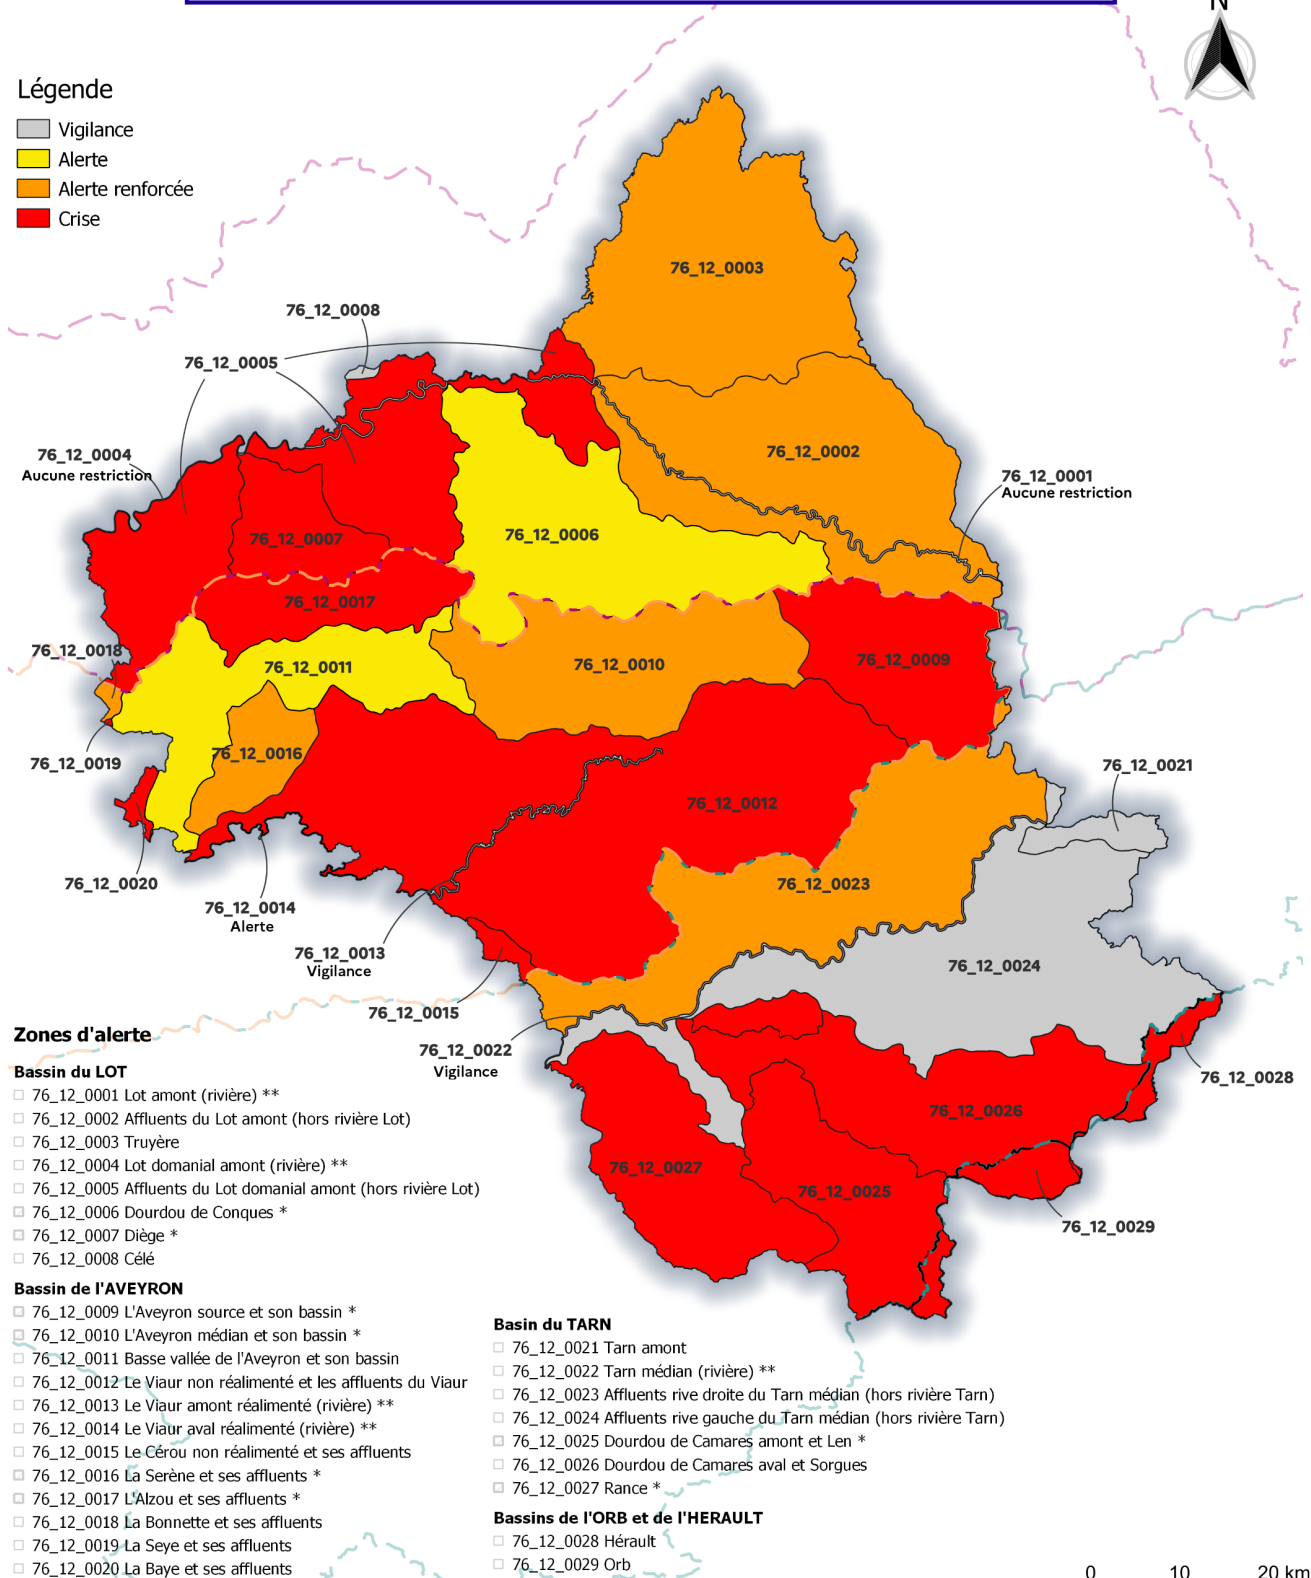 N
Légende
Vigilance
Alerte
Alerte renforcée
Crise
76_12_0003
76_12_0008
76_12_0005
76_12_0004
Aucune restriction
76_12_0002
76_12_0001
Aucune restriction
76_12_0007
76_12_0006
76_12_0017
76_12_0018
76_12_0011
76_12_0010
76_12_0009
76_12_0019
76_12_0016
76_12_0021
76_12_0012
76_12_0020
76_12_0023
76_12_0014
Alerte
76_12_0013
Vigilance
76_12_0024
76_12_0015
76_12_0022
Vigilance
76_12_0028
76_12_0026
76_12_0027
76_12_0025
76_12_0029
Zones d'alerte
Bassin du LOT
76_12_0001 Lot amont (rivière) **
76_12_0002 Affluents du Lot amont (hors rivière Lot)
76_12_0003 Truyère
76_12_0004 Lot domanial amont (rivière) **
76_12_0005 Affluents du Lot domanial amont (hors rivière Lot)
76_12_0006 Dourdou de Conques *
76_12_0007 Diège *
76_12_0008 Célé
Bassin de l'AVEYRON
76_12_0009 L'Aveyron source et son bassin *
76_12_0010 L'Aveyron médian et son bassin *
76_12_0011 Basse vallée de l'Aveyron et son bassin
76_12_0012 Le Viaur non réalimenté et les affluents du Viaur
76_12_0013 Le Viaur amont réalimenté (rivière) **
76_12_0014 Le Viaur aval réalimenté (rivière) **
76_12_0015 Le Cérou non réalimenté et ses affluents
76_12_0016 La Serène et ses affluents *
76_12_0017 L'Alzou et ses affluents *
76_12_0018 La Bonnette et ses affluents
76_12_0019 La Seye et ses affluents
76_12_0020 La Baye et ses affluents
Basin du TARN
76_12_0021 Tarn amont
76_12_0022 Tarn médian (rivière) **
76_12_0023 Affluents rive droite du Tarn médian (hors rivière Tarn)
76_12_0024 Affluents rive gauche du Tarn médian (hors rivière Tarn)
76_12_0025 Dourdou de Camares amont et Len *
76_12_0026 Dourdou de Camares aval et Sorgues
76_12_0027 Rance *
Bassins de l'ORB et de l'HERAULT
76_12_0028 Hérault
76_12_0029 Orb
0 10 20 km